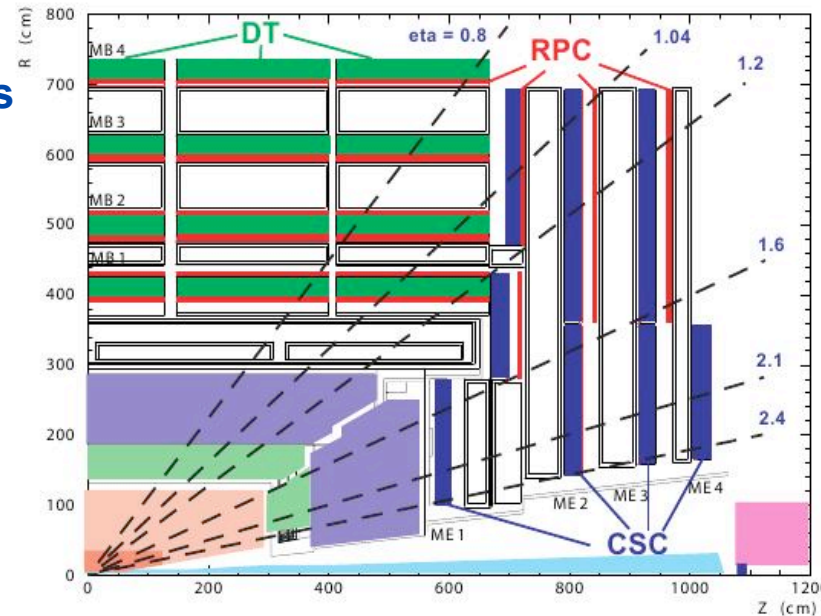 R (cm)
800
700
600
500
400
300
200
100
0
s
MB 4
MB 3
MB 2
MB 1
DT
eta = 0.8
RPC
1.04
1.2
1.6
2.1
2.4
ME 1
ME 2
ME 3
ME 4
CSC
0
200
400
600
800
1000
120
Z (cm)